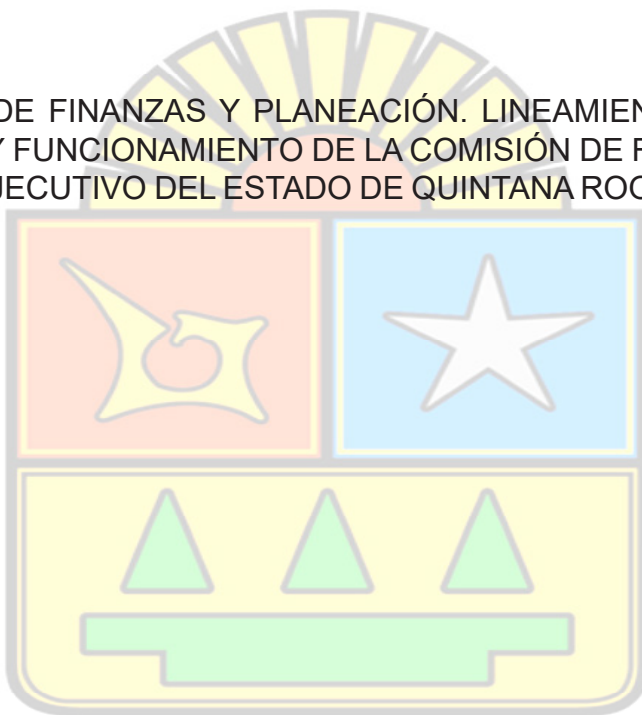 DE FINANZAS Y PLANEACIÓN. LINEAMIEN
Y FUNCIONAMIENTO DE LA COMISIÓN DE
JECUTIVO DEL ESTADO DE QUINTANA ROO